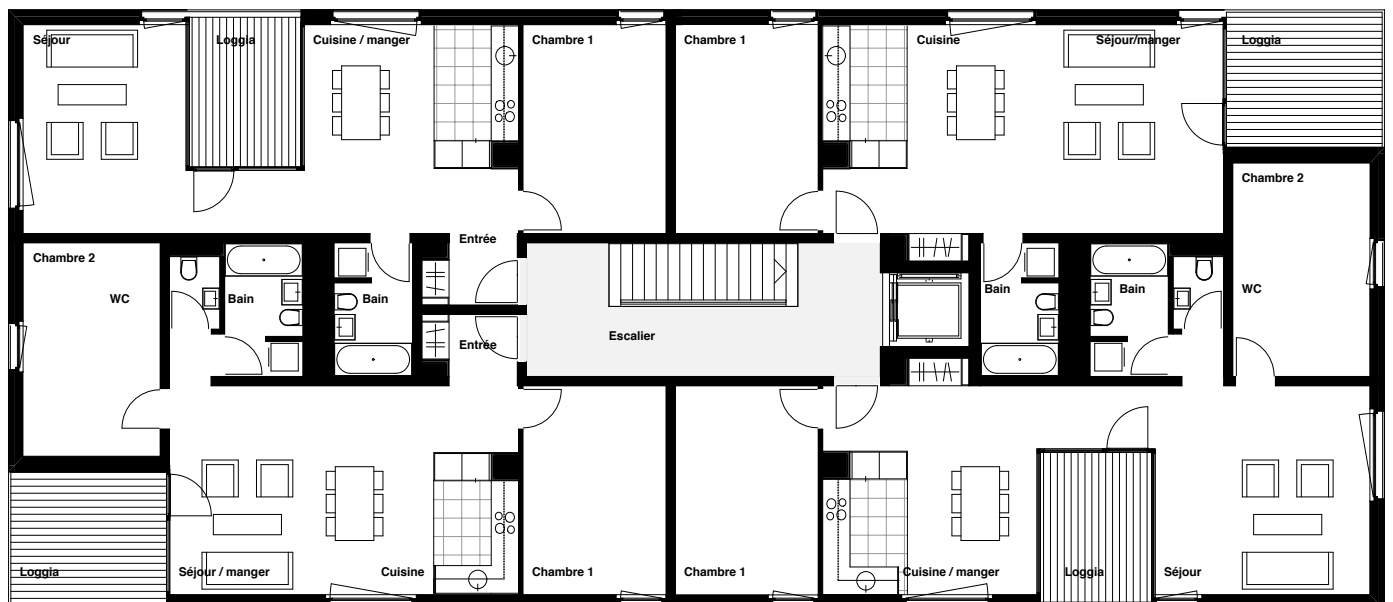 Séjour
Loggia
Cuisine / manger
Chambre 1
Chambre 1
Cuisine
Séjour/manger
Loggia
Chambre 2
Entrée
Chambre 2
WC
Bain
Bain
Bain
Bain
WC
Escalier
Entrée
Loggia
Séjour / manger
Cuisine
Chambre 1
Chambre 1
Cuisine / manger
Loggia
Séjour